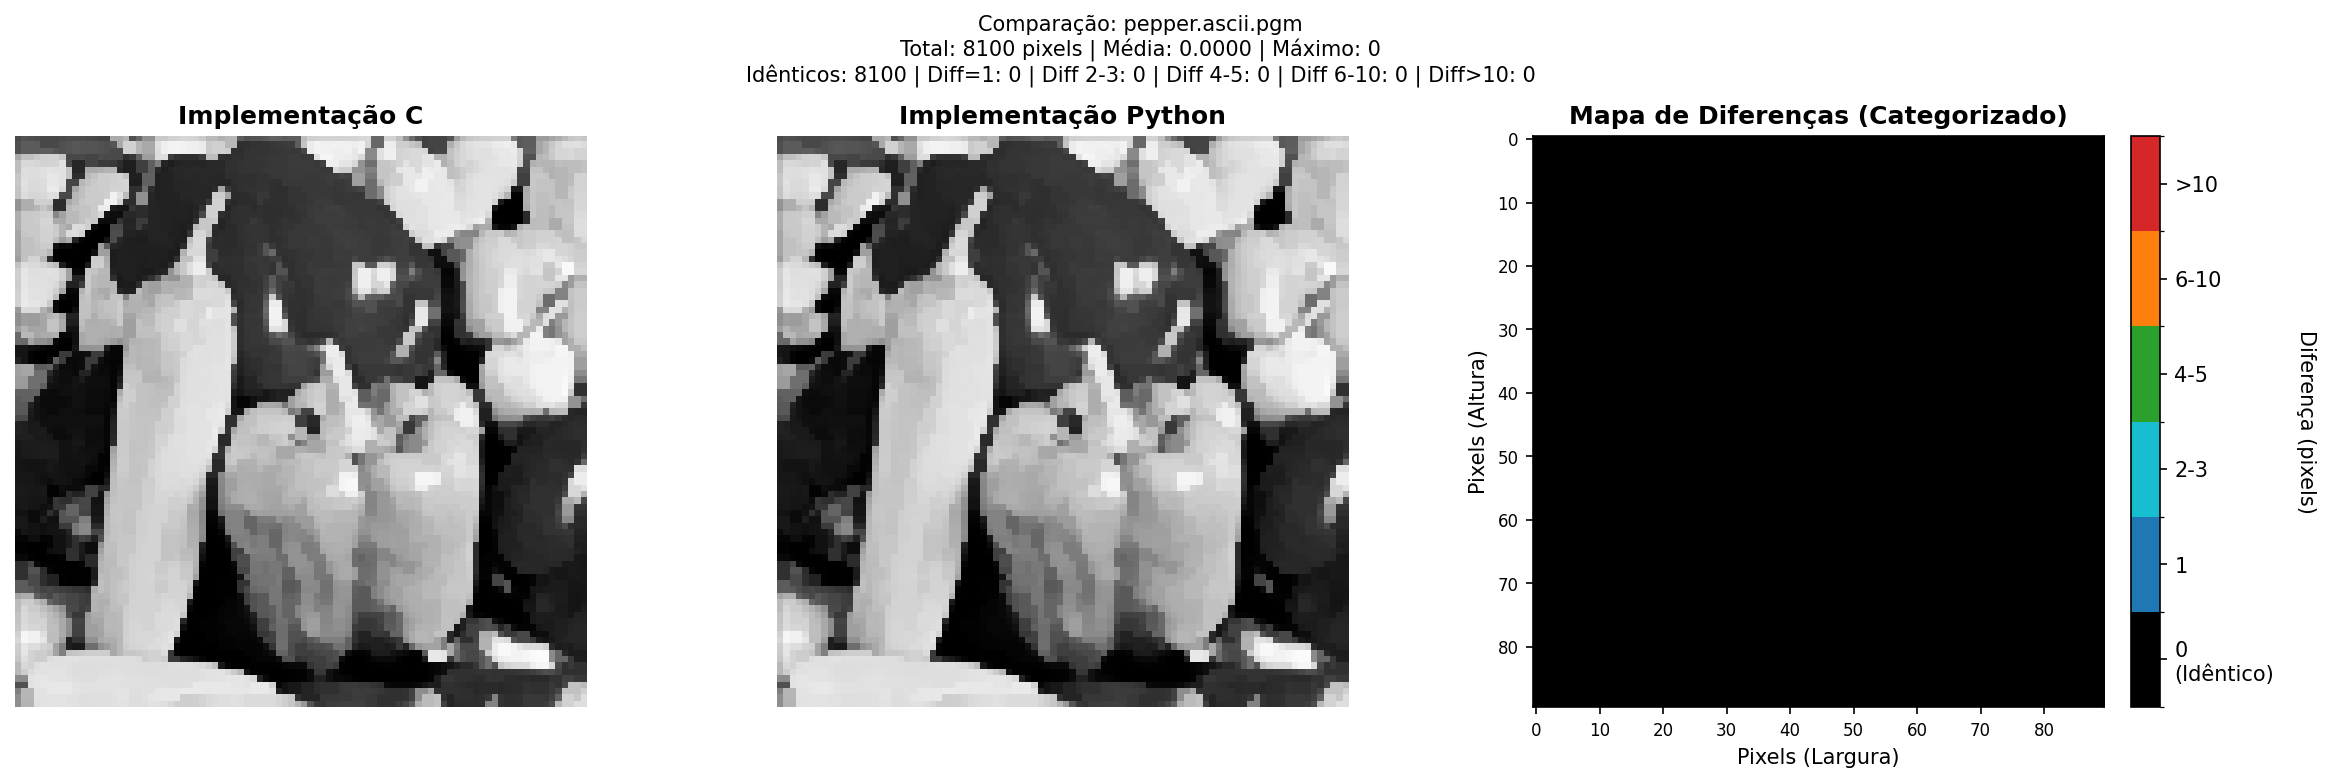 Comparação: pepper.ascii.pgm
Total: 8100 pixels | Média: 0.0000 | Máximo: 0
Idênticos: 8100 | Diff=1: 0 | Diff 2-3: 0 | Diff 4-5: 0 | Diff 6-10: 0 | Diff>10: 0
Implementação C
Implementação Python
Mapa de Diferenças (Categorizado)
0
10
20
30
40
50
60
70
80
Pixels (Altura)
0 10 20 30 40 50 60 70 80
Pixels (Largura)
>10
6-10
4-5
2-3
1
0
(Idêntico)
Diferença (pixels)